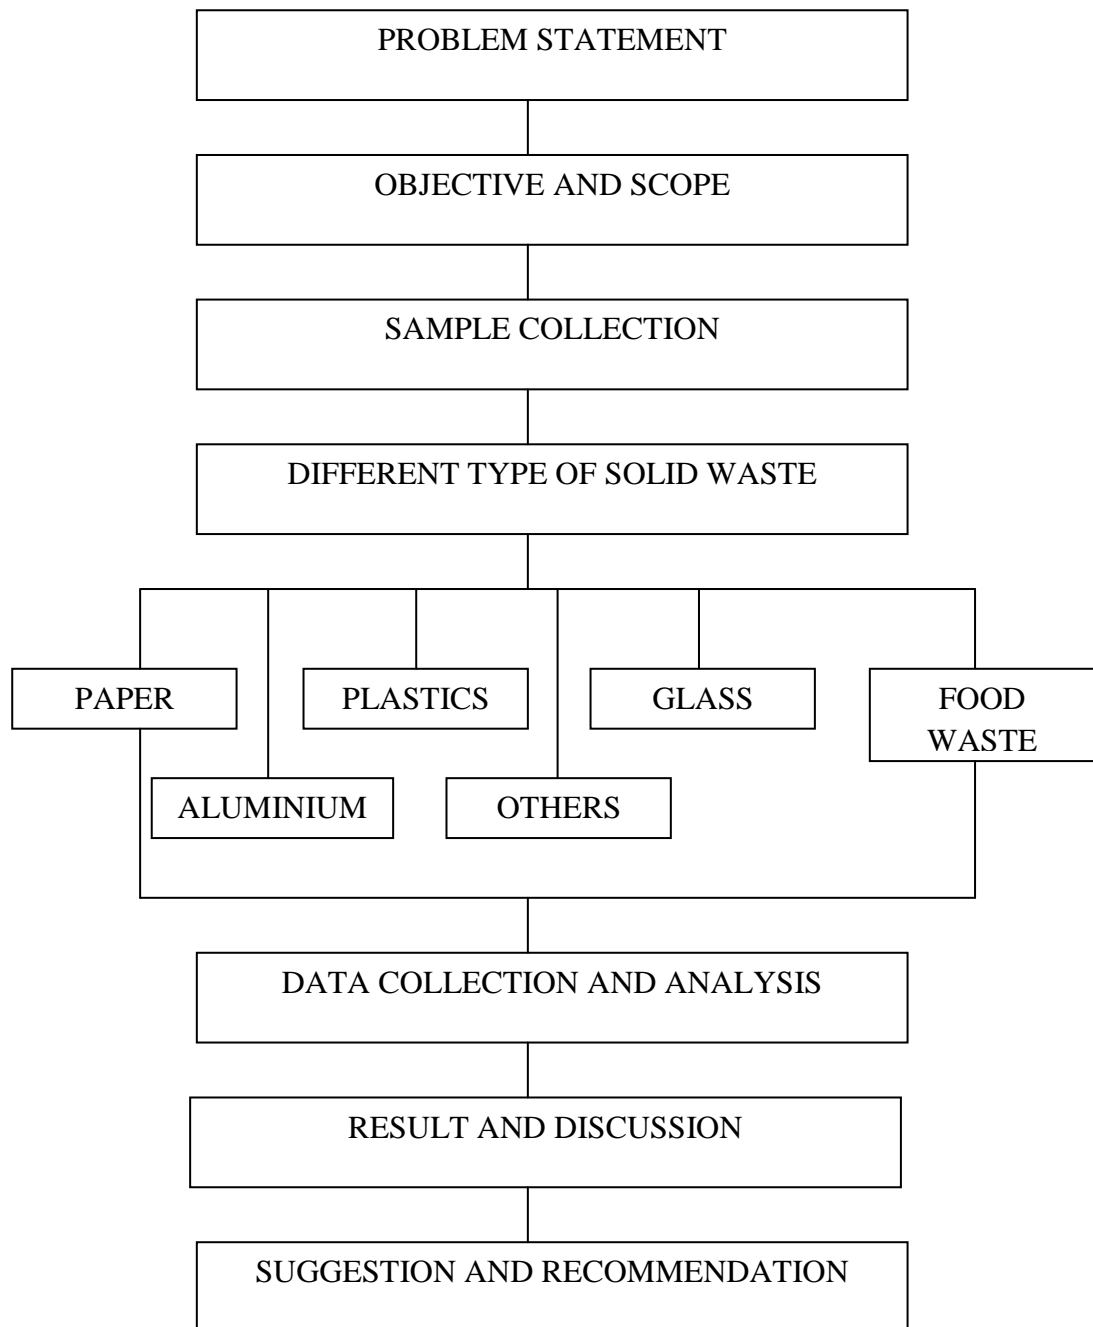 PROBLEM STATEMENT
OBJECTIVE AND SCOPE
SAMPLE COLLECTION
DIFFERENT TYPE OF SOLID WASTE
PAPER
PLASTICS
GLASS
FOOD
WASTE
ALUMINIUM
OTHERS
DATA COLLECTION AND ANALYSIS
RESULT AND DISCUSSION
SUGGESTION AND RECOMMENDATION